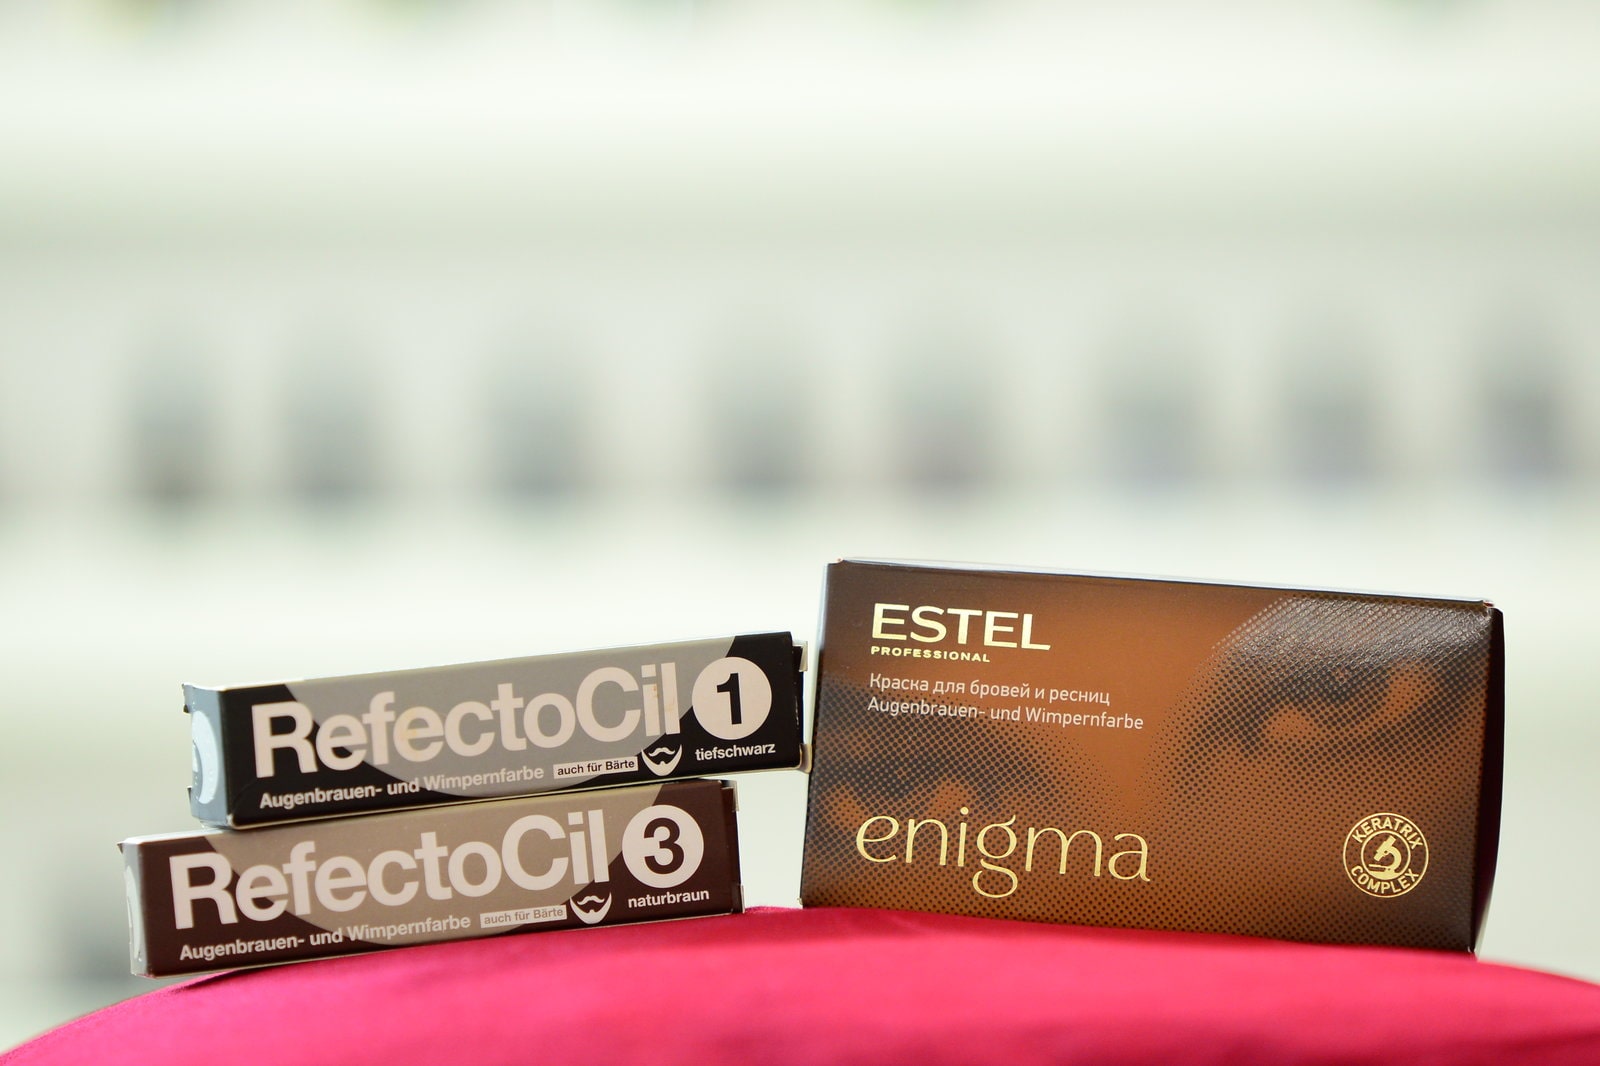 RefectoCil 1
tiefschwarz
Augenbrauen- und Wimpernfarbe auch für Bärte
RefectoCil 3
naturbraun
Augenbrauen- und Wimpernfarbe auch für Bärte
ESTEL
PROFESSIONAL
Краска для бровей и ресниц
Augenbrauen- und Wimpernfarbe
enigma
KERATRIX
COMPLEX